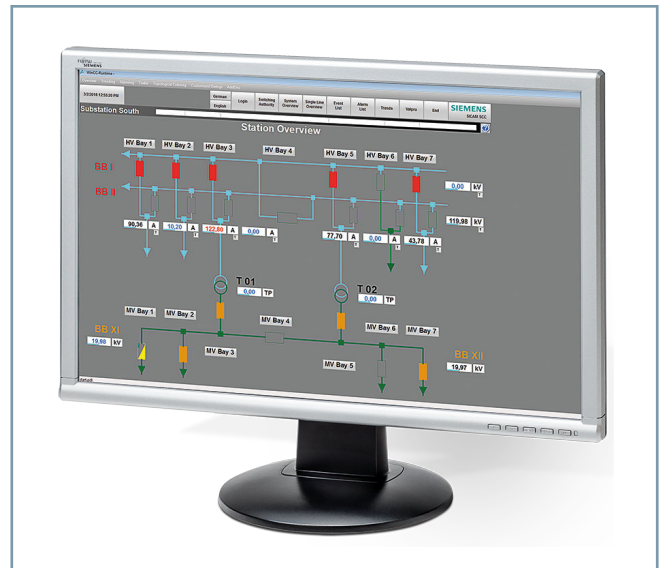 FUJITSU
SIEMENS
WinCC-Runtime -
3/2/2016 12:55:20 PM
German
English
Login
Switching Authority
System Overview
Single Line Overview
Event List
Alarm List
Trends
Valpro
End
SIEMENS
SICAM SCC
Substation South
Station Overview
HV Bay 1 HV Bay 2 HV Bay 3 HV Bay 4 HV Bay 5 HV Bay 6 HV Bay 7
BB I
0,00 kV
BB II
119,98 kV
90,36 A 10,20 A 122,80 A 0,00 A 77,70 A 0,00 A 43,78 A
T 01
0,00 TP
T 02
0,00 TP
MV Bay 1 MV Bay 2 MV Bay 3 MV Bay 4 MV Bay 5 MV Bay 6 MV Bay 7
BB XI
19,98 kV
BB XII
19,97 kV